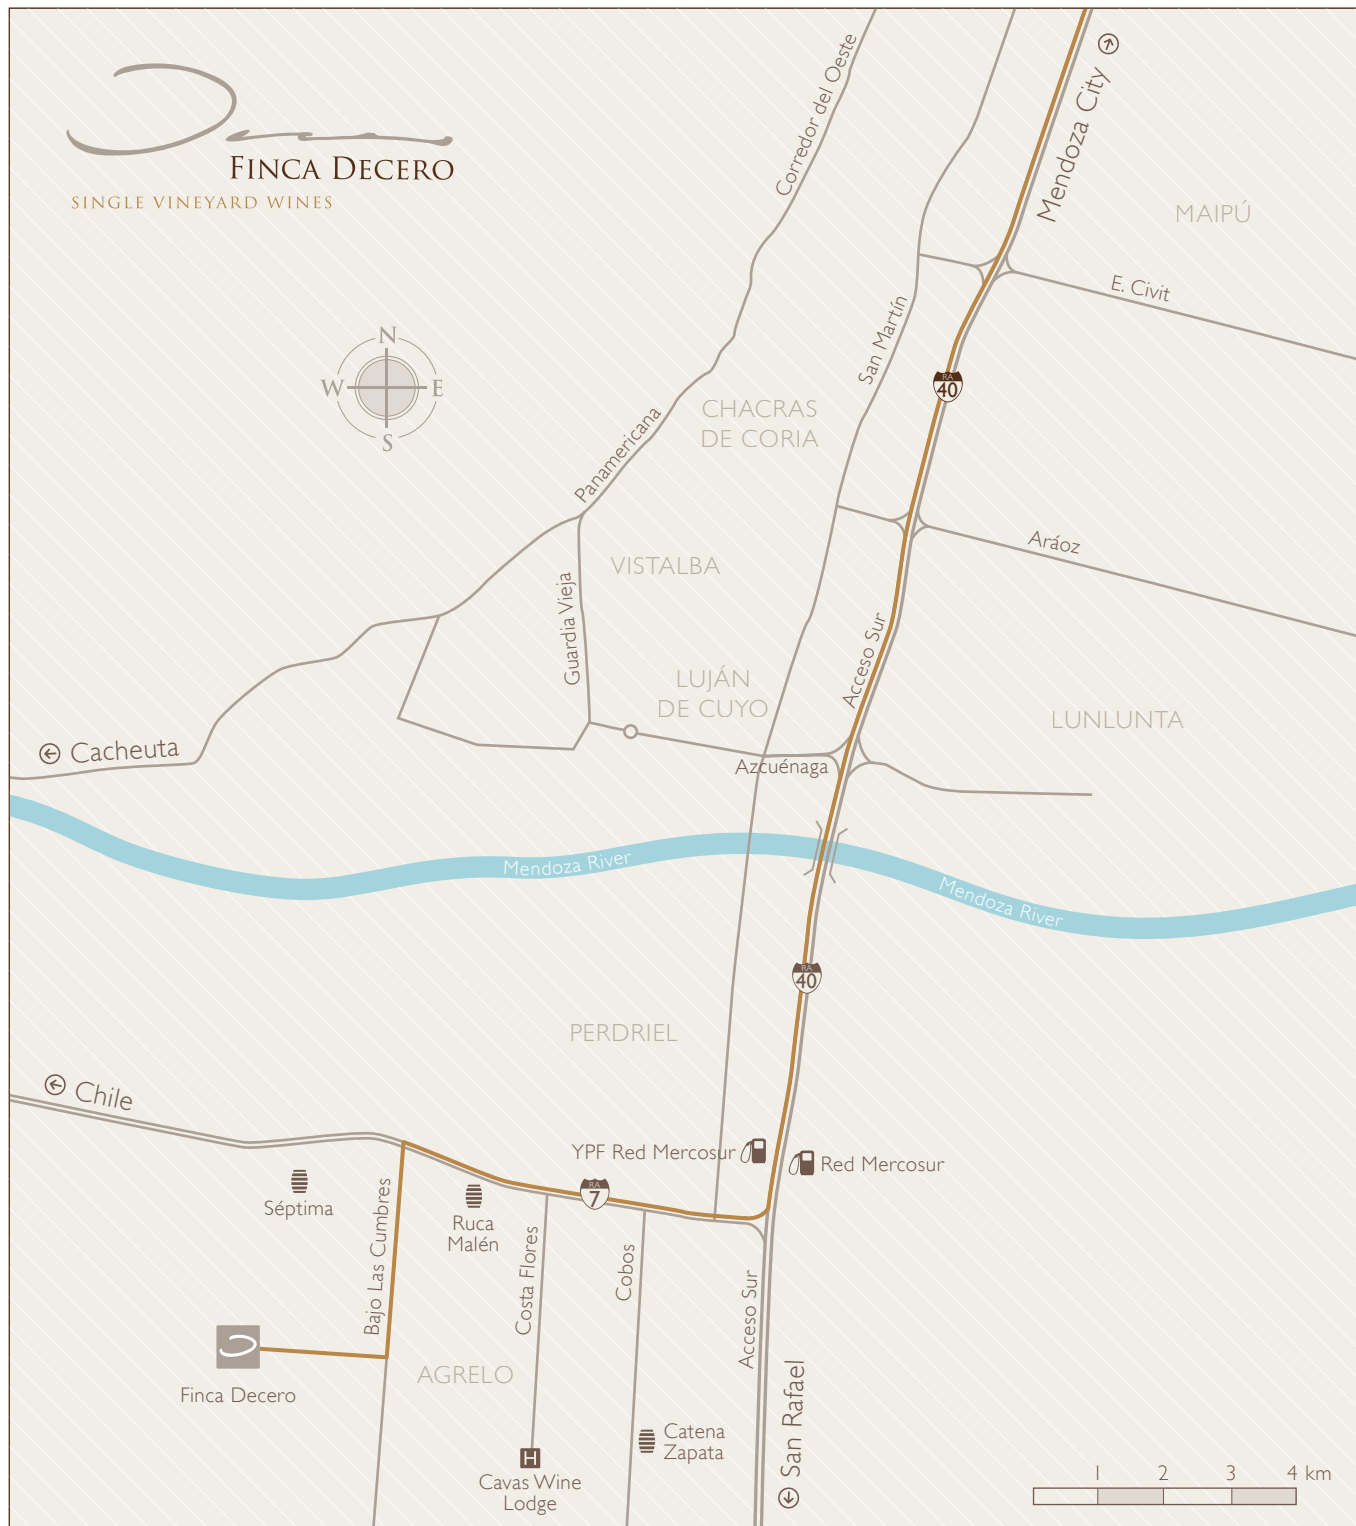 FINCA DECERO
SINGLE VINEYARD WINES
Corredor del Oeste
Mendoza City
MAIPÚ
E. Civit
San Martín
N
W
E
S
RA
40
CHACRAS
DE CORIA
Panamericana
Aráoz
VISTALBA
Guardia Vieja
Acceso Sur
LUJÁN
DE CUYO
LUNLUNTA
Cacheuta
Azcuénaga
Mendoza River
Mendoza River
RA
40
PERDRIEL
Chile
YPF Red Mercosur
Red Mercosur
RA
7
Séptima
Ruca
Malén
Bajo Las Cumbres
Costa Flores
Cobos
Acceso Sur
Finca Decero
AGRELO
San Rafael
Catena
Zapata
H
Cavas Wine
Lodge
1 2 3 4 km